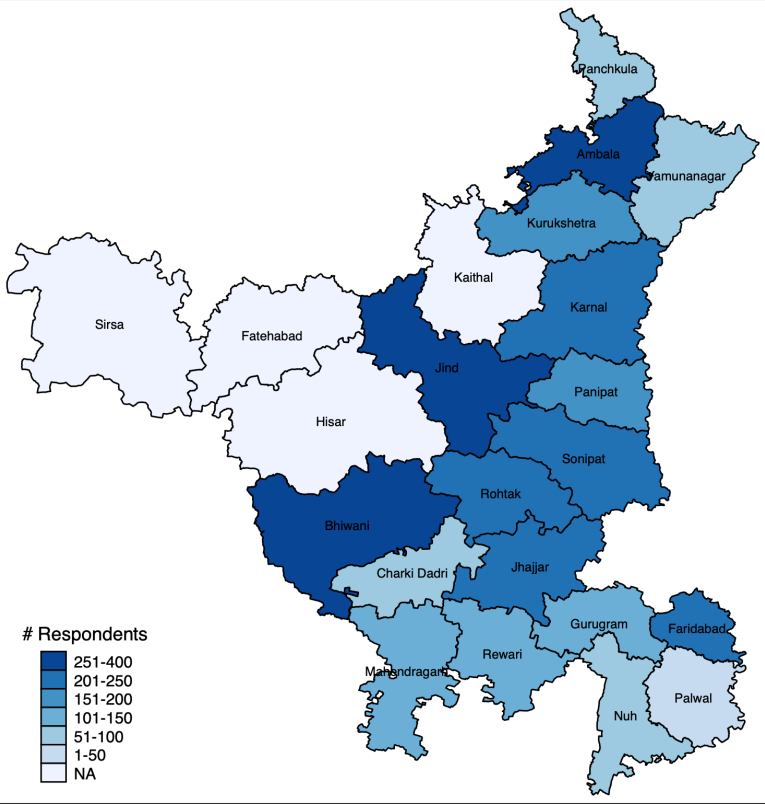 Panchkula
Ambala
Yamunanagar
Kurukshetra
Kaithal
Karnal
Sirsa
Fatehabad
Jind
Panipat
Hisar
Sonipat
Rohtak
Bhiwani
Jhajjar
Charki Dadri
Gurugram
Faridabad
Rewari
Mahendragarh
Palwal
Nuh
# Respondents
251-400
201-250
151-200
101-150
51-100
1-50
NA